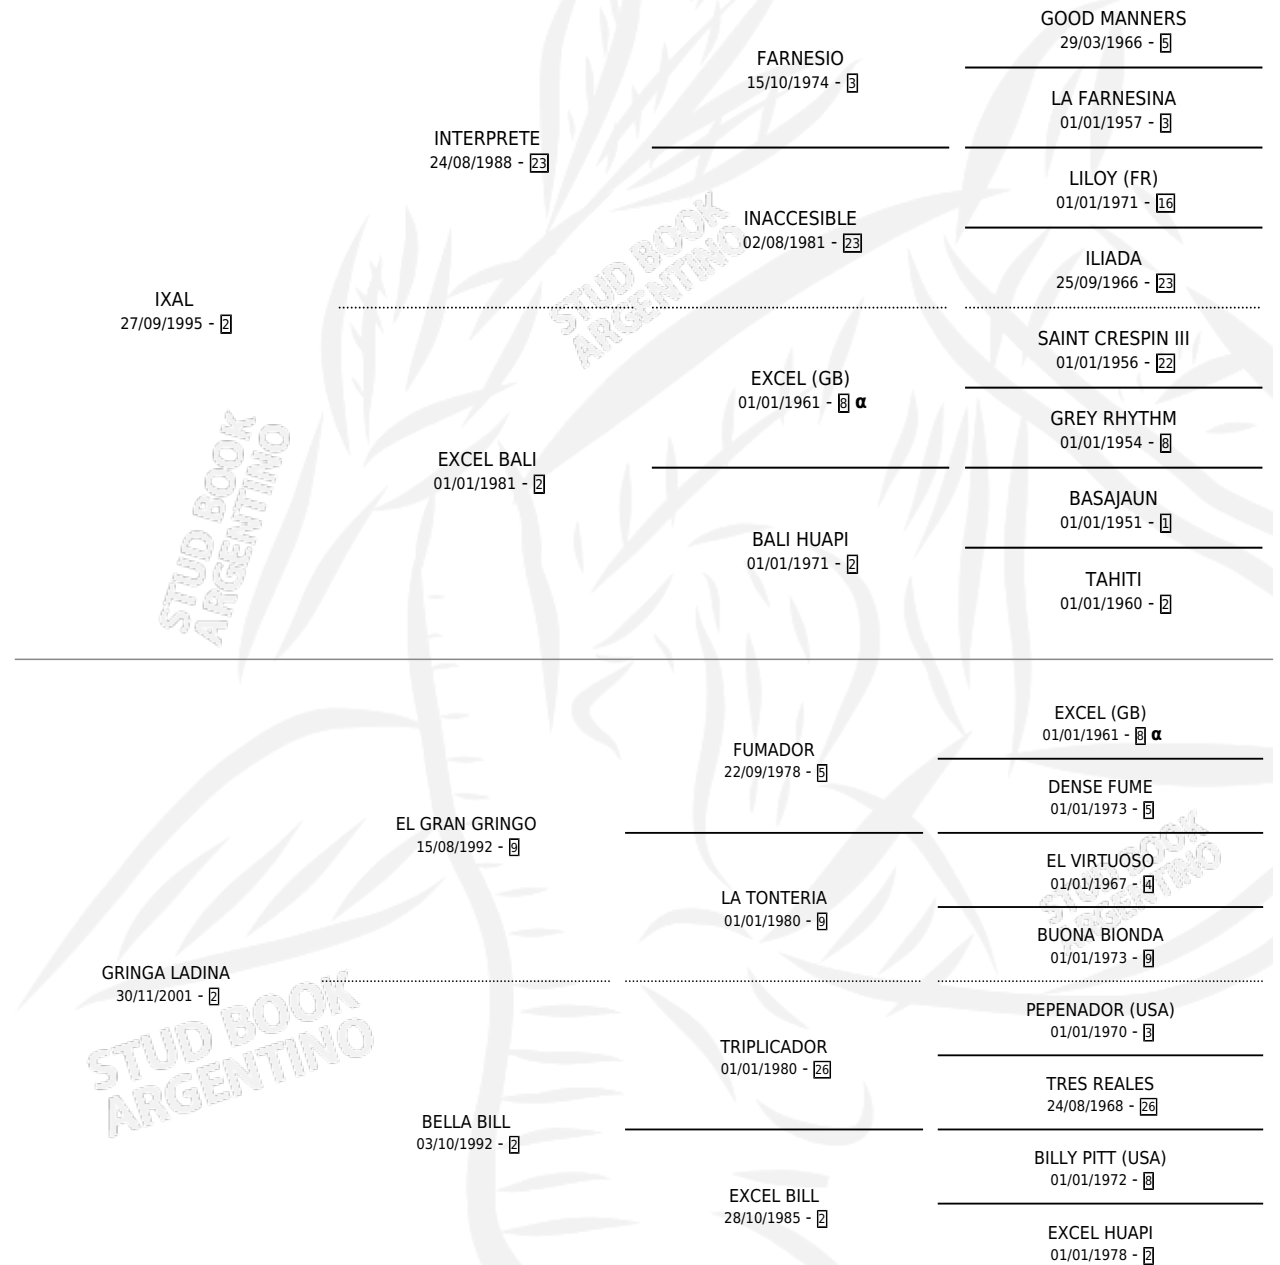 GOOD MANNERS
29/03/1966 - 5
FARNESIO
15/10/1974 - 3
LA FARNESINA
01/01/1957 - 3
INTERPRETE
24/08/1988 - 23
LILOY (FR)
01/01/1971 - 16
INACCESIBLE
02/08/1981 - 23
ILIADA
25/09/1966 - 23
IXAL
27/09/1995 - 2
SAINT CRESPIN III
01/01/1956 - 22
EXCEL (GB)
01/01/1961 - 8 α
GREY RHYTHM
01/01/1954 - 8
EXCEL BALI
01/01/1981 - 2
BASAJAUN
01/01/1951 - 1
BALI HUAPI
01/01/1971 - 2
TAHITI
01/01/1960 - 2
EXCEL (GB)
01/01/1961 - 8 α
FUMADOR
22/09/1978 - 5
DENSE FUME
01/01/1973 - 5
EL GRAN GRINGO
15/08/1992 - 9
EL VIRTUOSO
01/01/1967 - 4
LA TONTERIA
01/01/1980 - 9
BUONA BIONDA
01/01/1973 - 9
GRINGA LADINA
30/11/2001 - 2
PEPENADOR (USA)
01/01/1970 - 3
TRIPLICADOR
01/01/1980 - 26
TRES REALES
24/08/1968 - 26
BELLA BILL
03/10/1992 - 2
BILLY PITT (USA)
01/01/1972 - 8
EXCEL BILL
28/10/1985 - 2
EXCEL HUAPI
01/01/1978 - 2
STUD BOOK
ARGENTINO
STUD BOOK
ARGENTINO
STUD BOOK
ARGENTINO
STUD BOOK
ARGENTINO